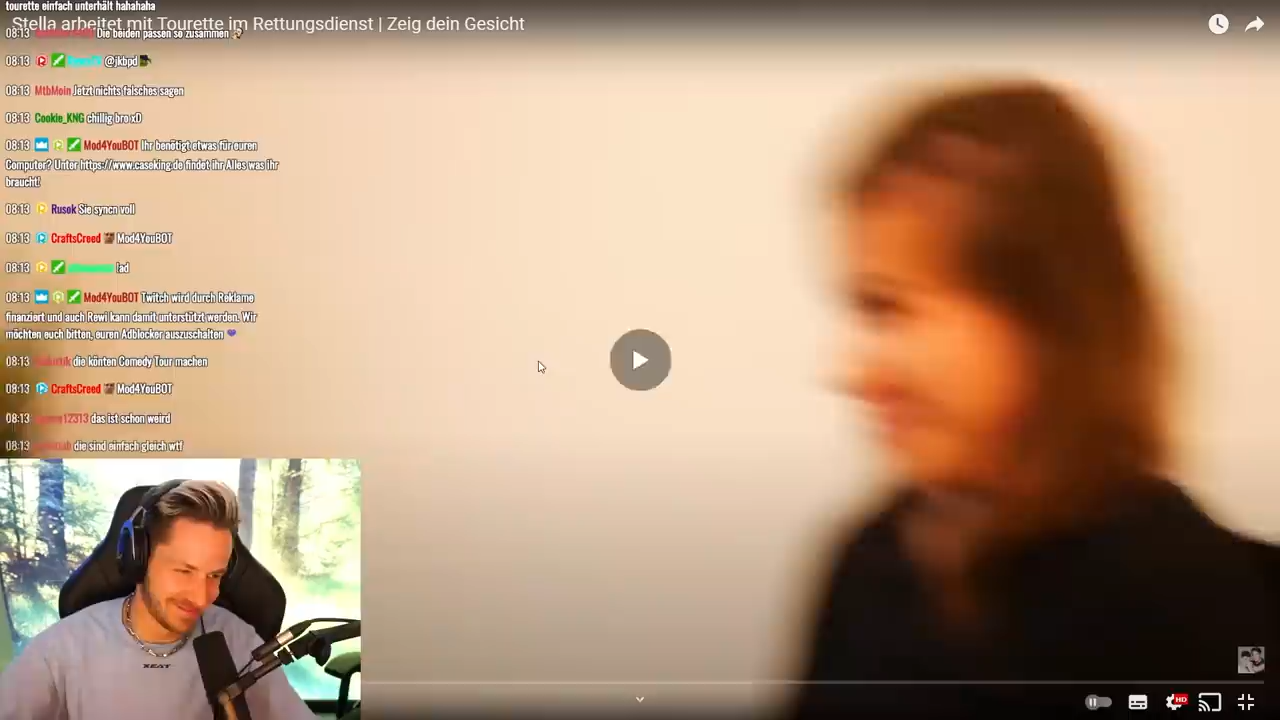 tourette einfach unterhält hahahaha
Stella arbeitet mit Tourette im Rettungsdienst | Zeig dein Gesicht
08:13 Die beiden passen so zusammen
08:13 @jkbpd
08:13 MtbMoin Jetzt nichts falsches sagen
08:13 Cookie_KNG chillig bro xD
08:13 Mod4YouBOT Ihr benötigt etwas für euren
Computer? Unter https://www.caseking.de findet ihr Alles was ihr
braucht!
08:13 Rusok Sie syncn voll
08:13 CraftsCreed Mod4YouBOT
08:13 !ad
08:13 Mod4YouBOT Twitch wird durch Reklame
finanziert und auch Rewi kann damit unterstützt werden. Wir
möchten euch bitten, euren Adblocker auszuschalten
08:13 die könten Comedy Tour machen
08:13 CraftsCreed Mod4YouBOT
08:13 das ist schon weird
08:13 die sind einfach gleich wtf
XEAT
HD